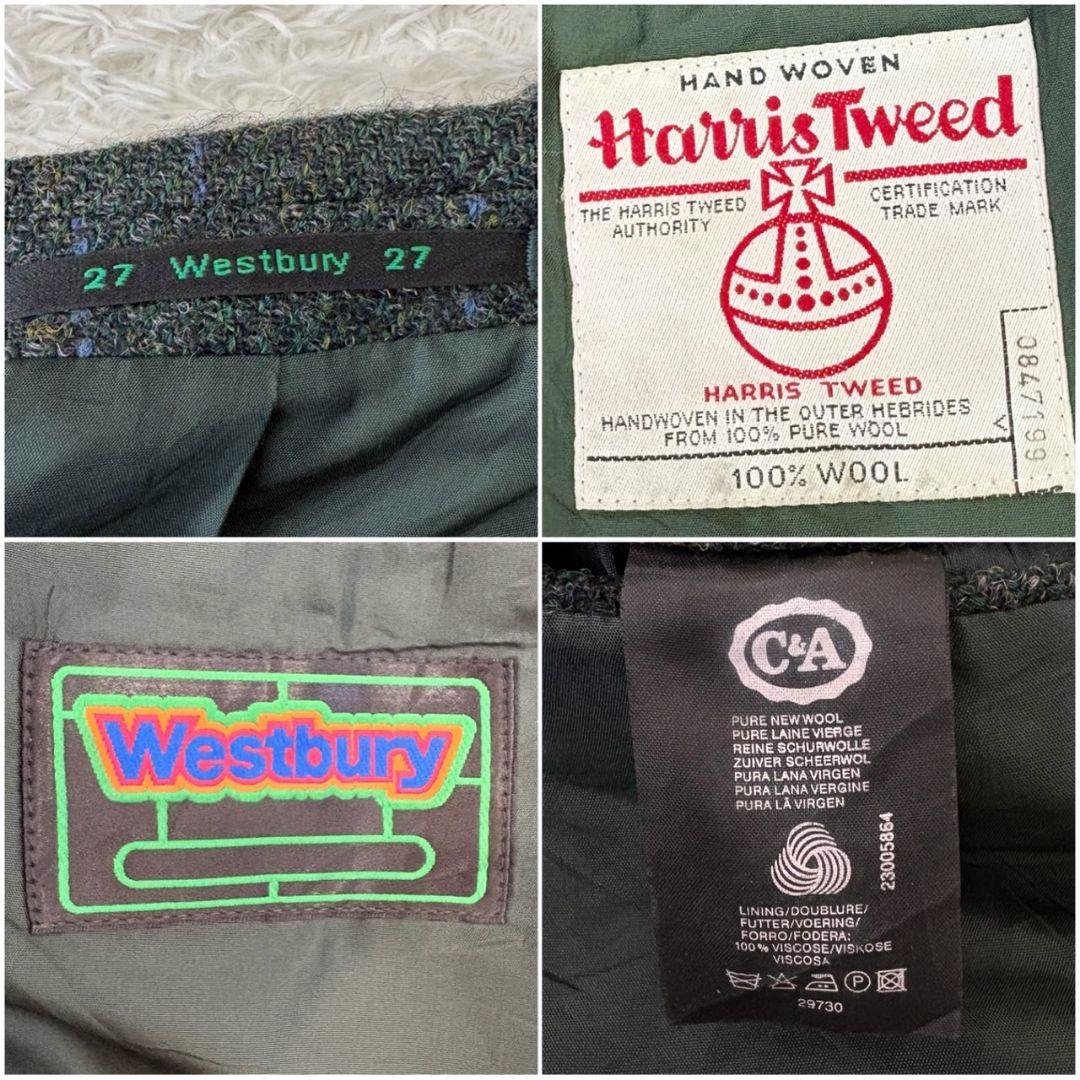 27 Westbury 27
HAND WOVEN
Harris Tweed
THE HARRIS TWEED AUTHORITY
CERTIFICATION TRADE MARK
HARRIS TWEED
HANDWOVEN IN THE OUTER HEBRIDES
FROM 100% PURE WOOL
100% WOOL
08471 99 V
Westbury
C&A
PURE NEW WOOL
PURE LAINE VIERGE
REINE SCHURWOLLE
ZUIVER SCHEERWOL
PURA LANA VIRGEN
PURA LANA VERGINE
PURA LÃ VIRGEN
23005864
LINING/DOUBLURE/
FUTTER/VOERING/
FORRO/FODERA:
100% VISCOSE/VISKOSE
VISCOSA
P
29730